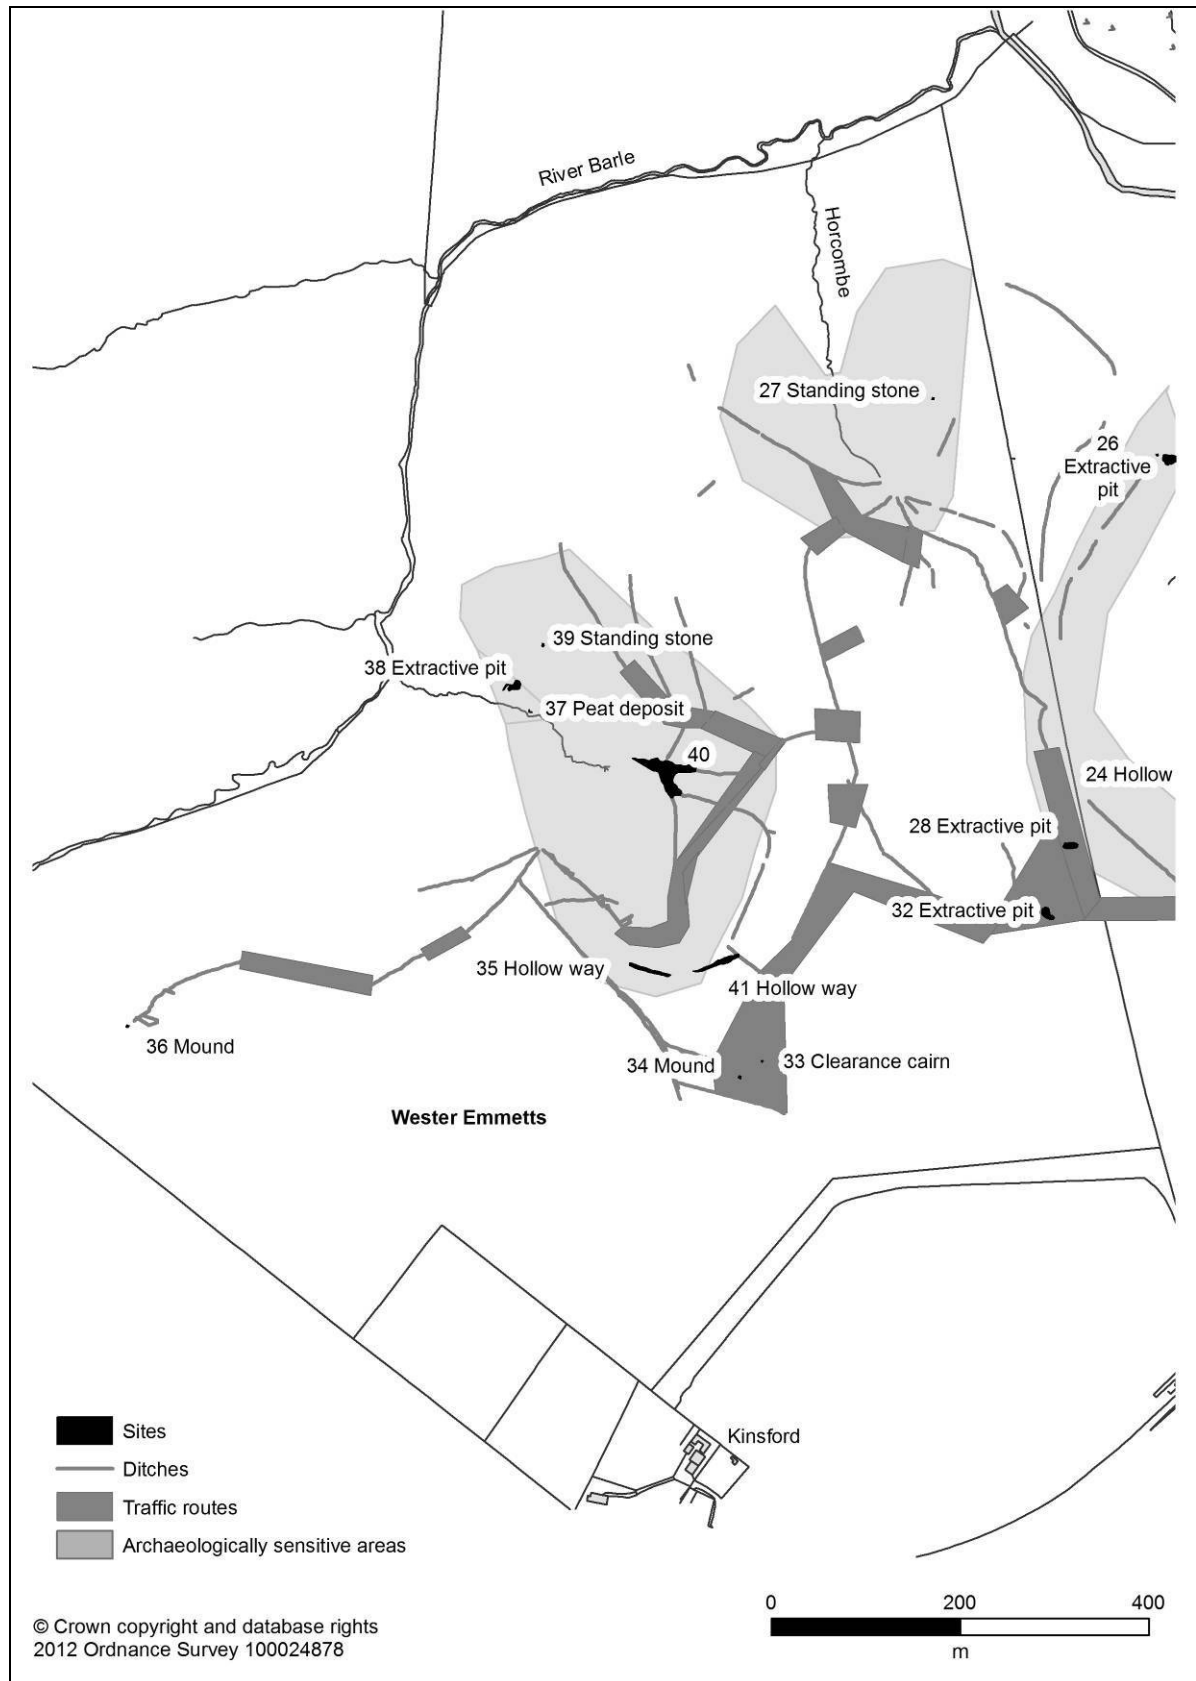 River Barle
Horcombe
27 Standing stone
26
Extractive
pit
39 Standing stone
38 Extractive pit
37 Peat deposit
40
24 Hollow
28 Extractive pit
32 Extractive pit
35 Hollow way
41 Hollow way
36 Mound
34 Mound
33 Clearance cairn
Wester Emmetts
Kinsford
Sites
Ditches
Traffic routes
Archaeologically sensitive areas
0 200 400
m
© Crown copyright and database rights
2012 Ordnance Survey 100024878